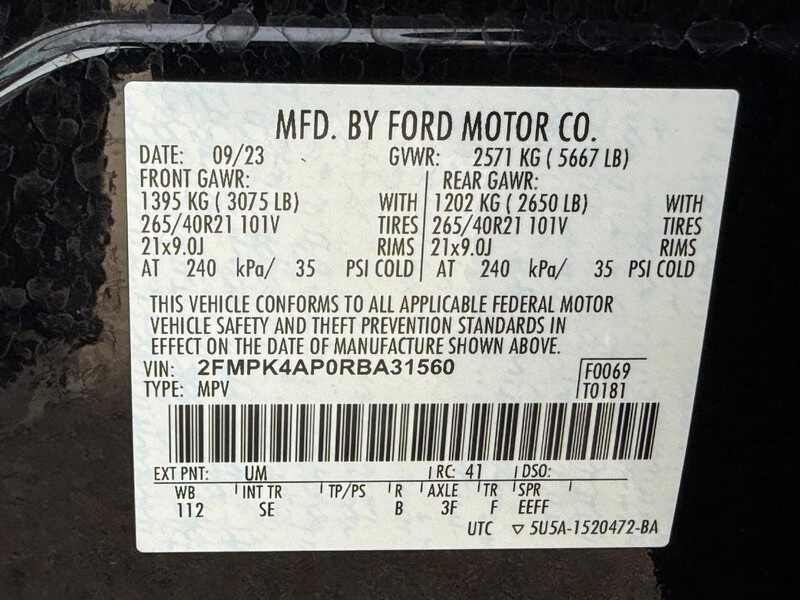 MFD. BY FORD MOTOR CO.
DATE: 09/23 GVWR: 2571 KG ( 5667 LB)
FRONT GAWR: REAR GAWR:
1395 KG ( 3075 LB) WITH 1202 KG ( 2650 LB) WITH
265/40R21 101V TIRES 265/40R21 101V TIRES
21x9.0J RIMS 21x9.0J RIMS
AT 240 kPa/ 35 PSI COLD AT 240 kPa/ 35 PSI COLD
THIS VEHICLE CONFORMS TO ALL APPLICABLE FEDERAL MOTOR
VEHICLE SAFETY AND THEFT PREVENTION STANDARDS IN
EFFECT ON THE DATE OF MANUFACTURE SHOWN ABOVE.
VIN: 2FMPK4AP0RBA31560 F0069
TYPE: MPV T0181
EXT PNT: UM RC: 41 DSO:
WB INT TR TP/PS R AXLE TR SPR
112 SE B 3F F EEFF
UTC ▽ 5U5A-1520472-BA